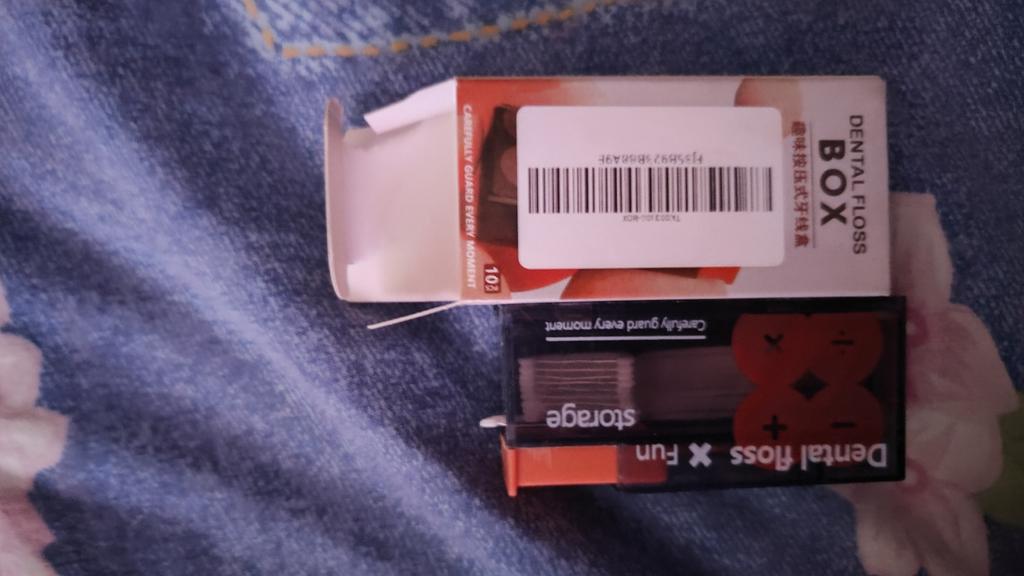 DENTAL FLOSS
BOX
趣味按压式牙线盒
CAREFULLY GUARD EVERY MOMENT
Carefully guard every moment
storage
Dental floss × Fun
× ÷
+ −